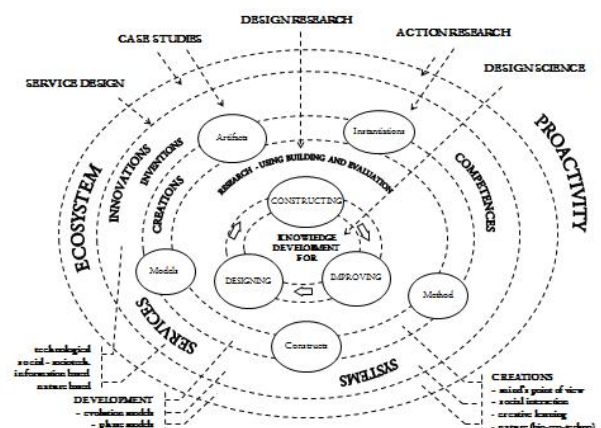 DESIGN RESEARCH
CASE STUDIES
ACTION RESEARCH
SERVICE DESIGN
DESIGN SCIENCE
ECOSYSTEM
INNOVATIONS
INVENTIONS
CREATIONS
Artifacts
Instantiations
COMPETENCES
PROACTIVITY
RESEARCH - USING BUILDING AND EVALUATION
CONSTRUCTING
KNOWLEDGE
DEVELOPMENT
FOR
DESIGNING
IMPROVING
Models
Method
Constructs
SERVICES
SYSTEMS
technological
social - sociotech
information based
nature based
DEVELOPMENT
- evolution models
- phase models
CREATIONS
- mind's point of view
- social interaction
- creative learning
- nature